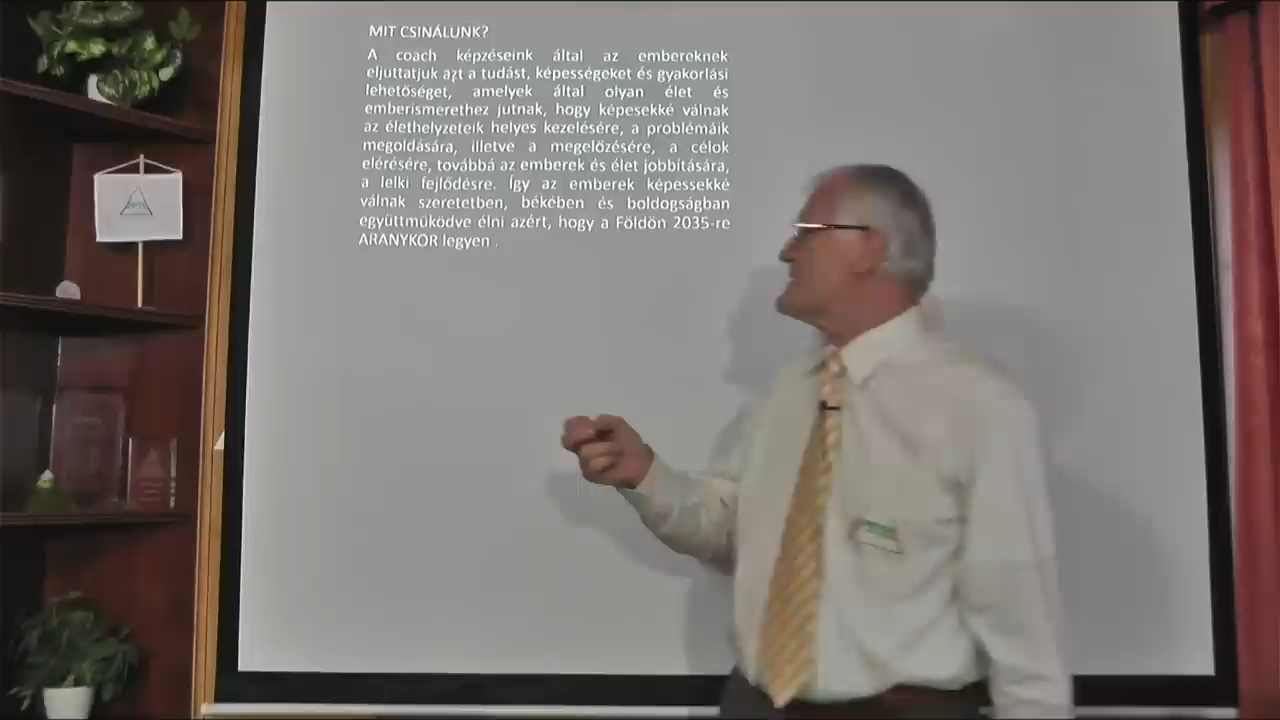 MIT CSINÁLUNK?
A coach képzéseink által az embereknek
eljuttatjuk azt a tudást, képességeket és gyakorlási
lehetőséget, amelyek által olyan élet és
emberismerethez jutnak, hogy képesekké válnak
az élethelyzeteik helyes kezelésére, a problémáik
megoldására, illetve a megelőzésére, a célok
elérésére, továbbá az emberek és élet jobbítására,
a lelki fejlődésre. Így az emberek képessekké
válnak szeretetben, békében és boldogságban
együttműködve élni azért, hogy a Földön 2035-re
ARANYKOR legyen .